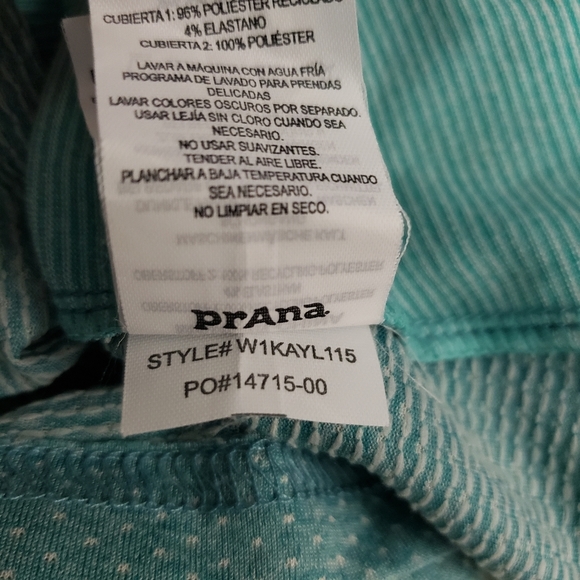 CUBIERTA 1: 96% POLIÉSTER RECICLADO
4% ELASTANO
CUBIERTA 2: 100% POLIÉSTER
LAVAR A MÁQUINA CON AGUA FRÍA
PROGRAMA DE LAVADO PARA PRENDAS
DELICADAS
LAVAR COLORES OSCUROS POR SEPARADO.
USAR LEJÍA SIN CLORO CUANDO SEA
NECESARIO.
NO USAR SUAVIZANTES.
TENDER AL AIRE LIBRE.
PLANCHAR A BAJA TEMPERATURA CUANDO
SEA NECESARIO.
NO LIMPIAR EN SECO.
prAna
STYLE# W1KAYL115
PO#14715-00